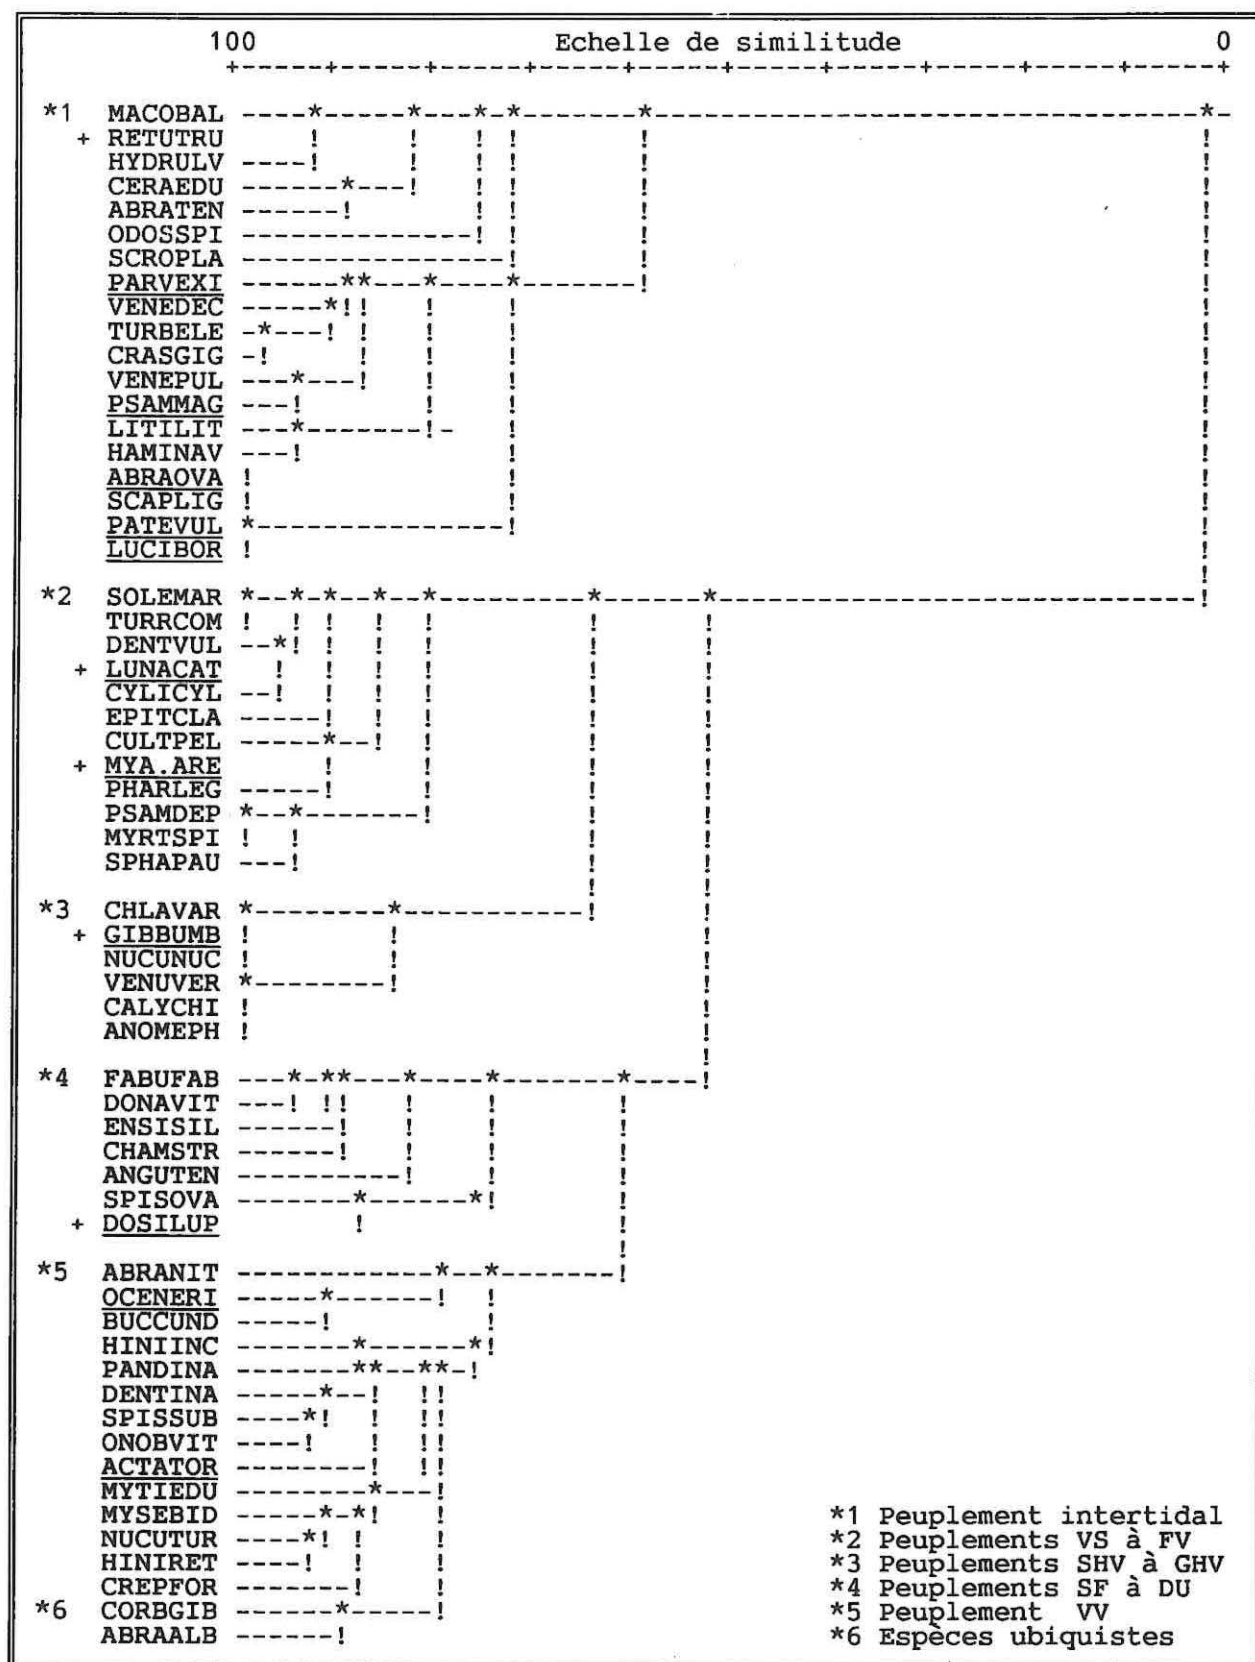 100 Echelle de similitude 0
+----+----+----+----+----+----+----+----+----+----+
*1 MACOBAL ----*-----*---*-*-------*----------------------------------*-
+ RETUTRU ! ! ! ! ! !
HYDRULV ----! ! ! ! ! !
CERAEDU ------*---! ! ! ! !
ABRATEN ------! ! ! ! !
ODOSSPI --------------! ! ! !
SCROPLA ----------------! ! !
PARVEXI ------**---*----*-------! !
VENEDEC -----*!! ! ! !
TURBELE -*---! ! ! ! !
CRASGIG -! ! ! ! !
VENEPUL ---*---! ! ! !
PSAMMAG ---! ! ! !
LITILIT ---*-------!- ! !
HAMINAV ---! ! !
ABRAOVA ! ! !
SCAPLIG ! ! !
PATEVUL *---------------! !
LUCIBOR ! !
!
*2 SOLEMAR *--*-*--*--*---------*------*------------------------------!
TURRCOM ! ! ! ! ! ! !
DENTVUL --*! ! ! ! ! !
+ LUNACAT ! ! ! ! ! !
CYLICYL --! ! ! ! ! !
EPITCLA -----! ! ! ! !
CULTPEL -----*--! ! ! !
+ MYA.ARE ! ! ! !
PHARLEG -----! ! ! !
PSAMDEP *--*-------! ! !
MYRTSPI ! ! ! !
SPHAPAU ---! ! !
! !
*3 CHLAVAR *--------*-----------! !
+ GIBBUMB ! ! !
NUCUNUC ! ! !
VENUVER *--------! !
CALYCHI ! !
ANOMEPH ! !
!
*4 FABUFAB ---*-**---*----*-------*----!
DONAVIT ---! !! ! ! !
ENSISIL ------! ! ! !
CHAMSTR ------! ! ! !
ANGUTEN ----------! ! !
SPISOVA -------*------*! !
+ DOSILUP ! !
!
*5 ABRANIT ------------*--*-------!
OCENERI -----*------! !
BUCCUND -----! !
HINIINC -------*------*!
PANDINA -------**--**-!
DENTINA -----*--! !!
SPISSUB ----*! ! !!
ONOBVIT ----! ! !!
ACTATOR --------! !!
MYTIEDU --------*---!
MYSEBID -----*-*! !
NUCUTUR ----*! ! !
HINIRET ----! ! !
CREPFOR -------! !
*6 CORBGIB ------*-----!
ABRAALB ------!
*1 Peuplement intertidal
*2 Peuplements VS à FV
*3 Peuplements SHV à GHV
*4 Peuplements SF à DU
*5 Peuplement VV
*6 Espèces ubiquistes